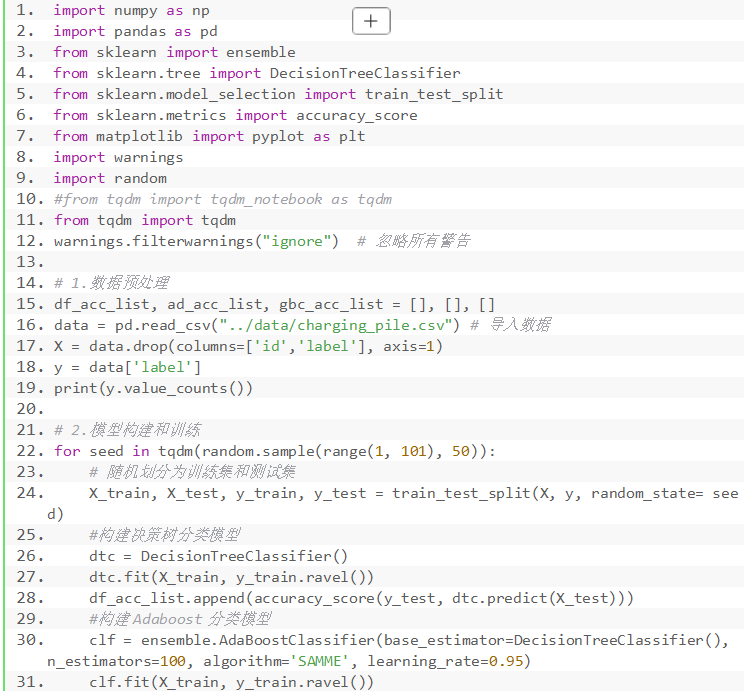 +
1. import numpy as np
2. import pandas as pd
3. from sklearn import ensemble
4. from sklearn.tree import DecisionTreeClassifier
5. from sklearn.model_selection import train_test_split
6. from sklearn.metrics import accuracy_score
7. from matplotlib import pyplot as plt
8. import warnings
9. import random
10. #from tqdm import tqdm_notebook as tqdm
11. from tqdm import tqdm
12. warnings.filterwarnings("ignore")  # 忽略所有警告
13.
14. # 1.数据预处理
15. df_acc_list, ad_acc_list, gbc_acc_list = [], [], []
16. data = pd.read_csv("../data/charging_pile.csv") # 导入数据
17. X = data.drop(columns=['id','label'], axis=1)
18. y = data['label']
19. print(y.value_counts())
20.
21. # 2.模型构建和训练
22. for seed in tqdm(random.sample(range(1, 101), 50)):
23.     # 随机划分为训练集和测试集
24.     X_train, X_test, y_train, y_test = train_test_split(X, y, random_state= see
d)
25.     #构建决策树分类模型
26.     dtc = DecisionTreeClassifier()
27.     dtc.fit(X_train, y_train.ravel())
28.     df_acc_list.append(accuracy_score(y_test, dtc.predict(X_test)))
29.     #构建Adaboost 分类模型
30.     clf = ensemble.AdaBoostClassifier(base_estimator=DecisionTreeClassifier(),
n_estimators=100, algorithm='SAMME', learning_rate=0.95)
31.     clf.fit(X_train, y_train.ravel())